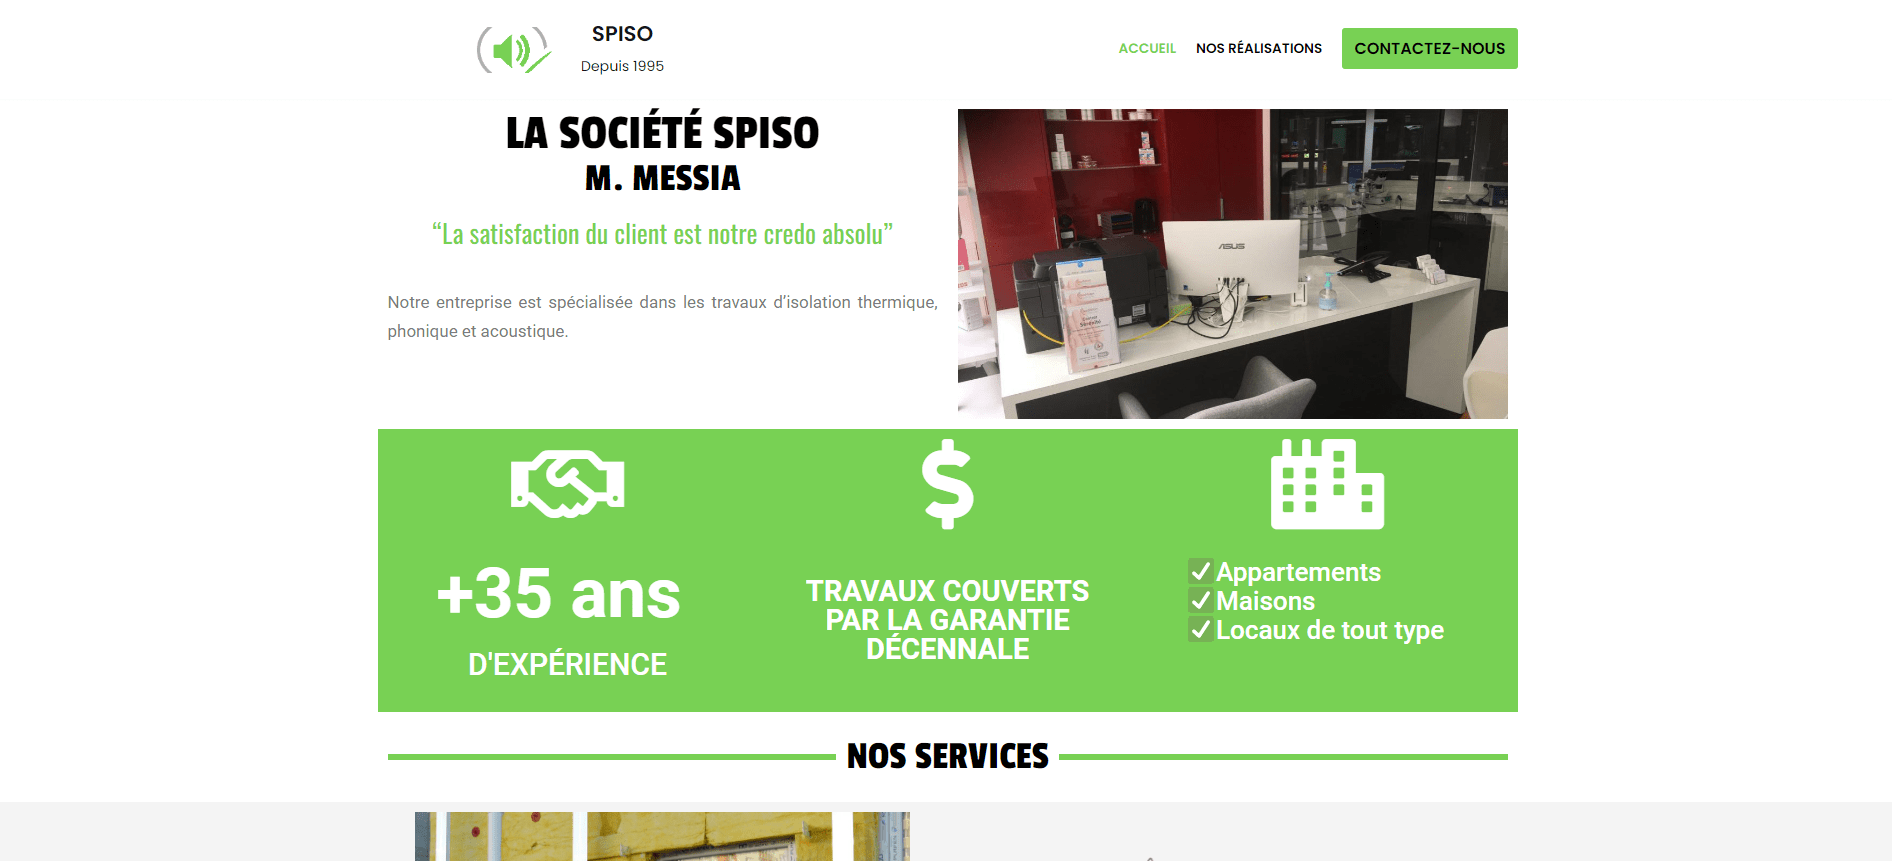 SPISO
Depuis 1995
ACCUEIL
NOS RÉALISATIONS
CONTACTEZ-NOUS
LA SOCIÉTÉ SPISO
M. MESSIA
“La satisfaction du client est notre credo absolu”
Notre entreprise est spécialisée dans les travaux d’isolation thermique,
phonique et acoustique.
ASUS
+35 ans
D'EXPÉRIENCE
TRAVAUX COUVERTS
PAR LA GARANTIE
DÉCENNALE
Appartements
Maisons
Locaux de tout type
NOS SERVICES